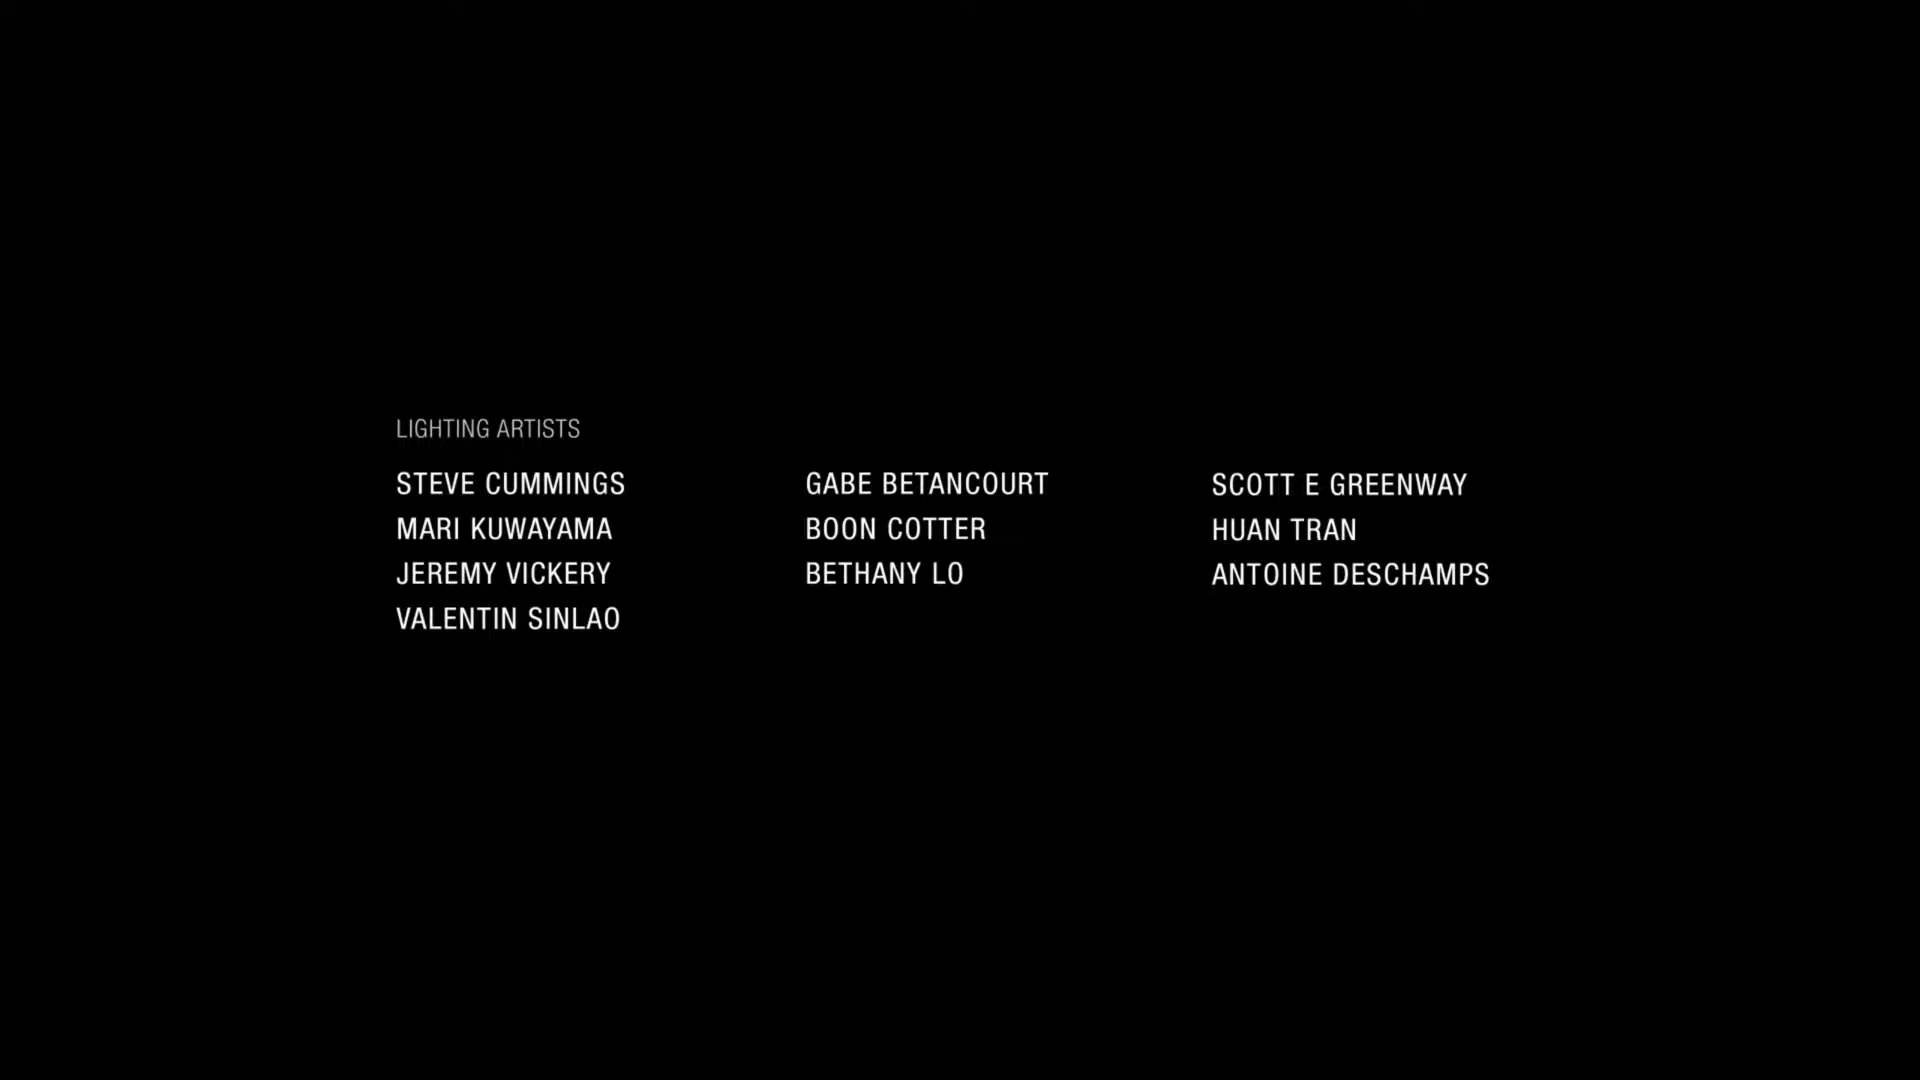 LIGHTING ARTISTS
STEVE CUMMINGS
MARI KUWAYAMA
JEREMY VICKERY
VALENTIN SINLAO
GABE BETANCOURT
BOON COTTER
BETHANY LO
SCOTT E GREENWAY
HUAN TRAN
ANTOINE DESCHAMPS